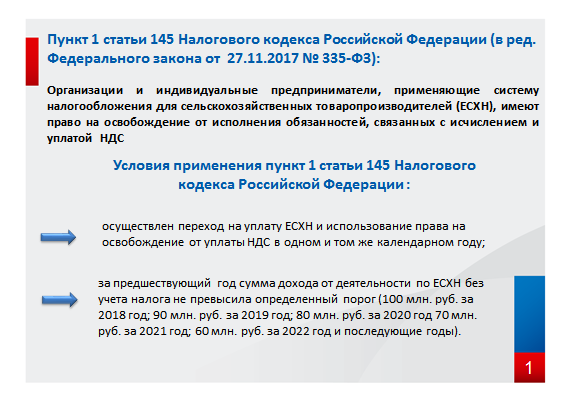 Пункт 1 статьи 145 Налогового кодекса Российской Федерации (в ред.
Федерального закона от 27.11.2017 № 335-ФЗ):
Организации и индивидуальные предприниматели, применяющие систему
налогообложения для сельскохозяйственных товаропроизводителей (ЕСХН), имеют
право на освобождение от исполнения обязанностей, связанных с исчислением и
уплатой НДС
Условия применения пункт 1 статьи 145 Налогового
кодекса Российской Федерации :
осуществлен переход на уплату ЕСХН и использование права на
освобождение от уплаты НДС в одном и том же календарном году;
за предшествующий год сумма дохода от деятельности по ЕСХН без
учета налога не превысила определенный порог (100 млн. руб. за
2018 год; 90 млн. руб. за 2019 год; 80 млн. руб. за 2020 год 70 млн.
руб. за 2021 год; 60 млн. руб. за 2022 год и последующие годы).
1